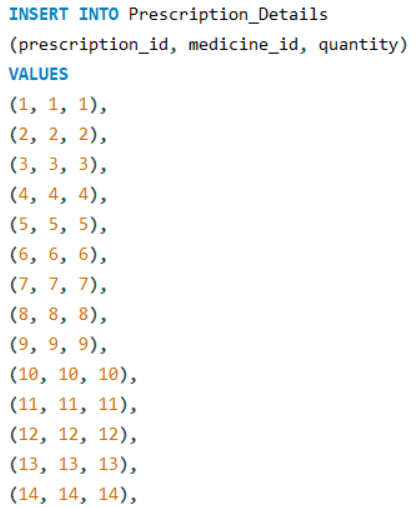 INSERT INTO Prescription_Details
(prescription_id, medicine_id, quantity)
VALUES
(1, 1, 1),
(2, 2, 2),
(3, 3, 3),
(4, 4, 4),
(5, 5, 5),
(6, 6, 6),
(7, 7, 7),
(8, 8, 8),
(9, 9, 9),
(10, 10, 10),
(11, 11, 11),
(12, 12, 12),
(13, 13, 13),
(14, 14, 14),